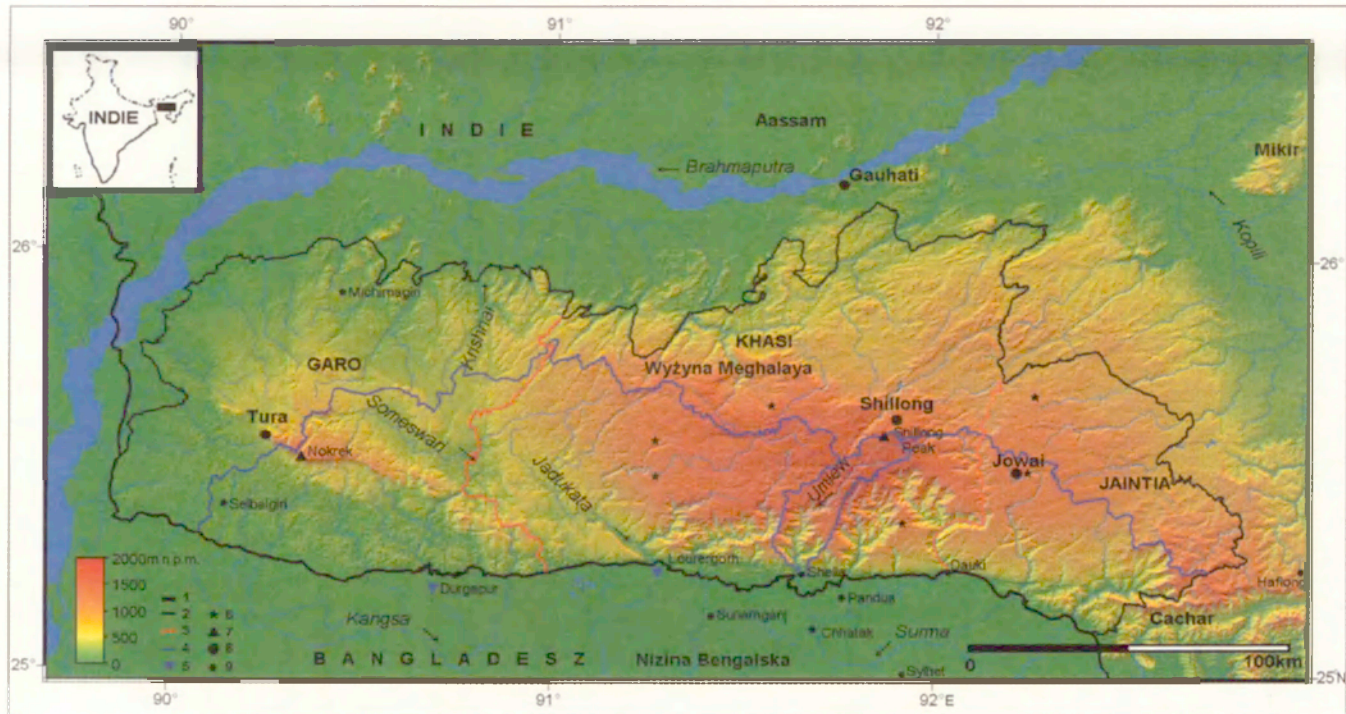 90°
91°
92°
INDIE
I N D I E
Aassam
Mikir
Brahmaputra
Gauhati
Kopili
26°
26°
Michimagiri
Krishnai
KHASI
GARO
Wyżyna Meghalaya
Someswari
Shillong
Tura
Shillong
Peak
Nokrek
Jowai
Jadukata
Umiew
JAINTIA
Selbalgiri
2000m n.p.m.
1500
1000
500
0
1
2
3
4
5
6
7
8
9
Shella
Dauki
Haflong
Durgapur
Pandua
Cachar
Kangsa
Sunamganj
Chhatak
Surma
B A N G L A D E S Z
Nizina Bengalska
0
100km
Sylhet
25°
25°N
90°
91°
92°E